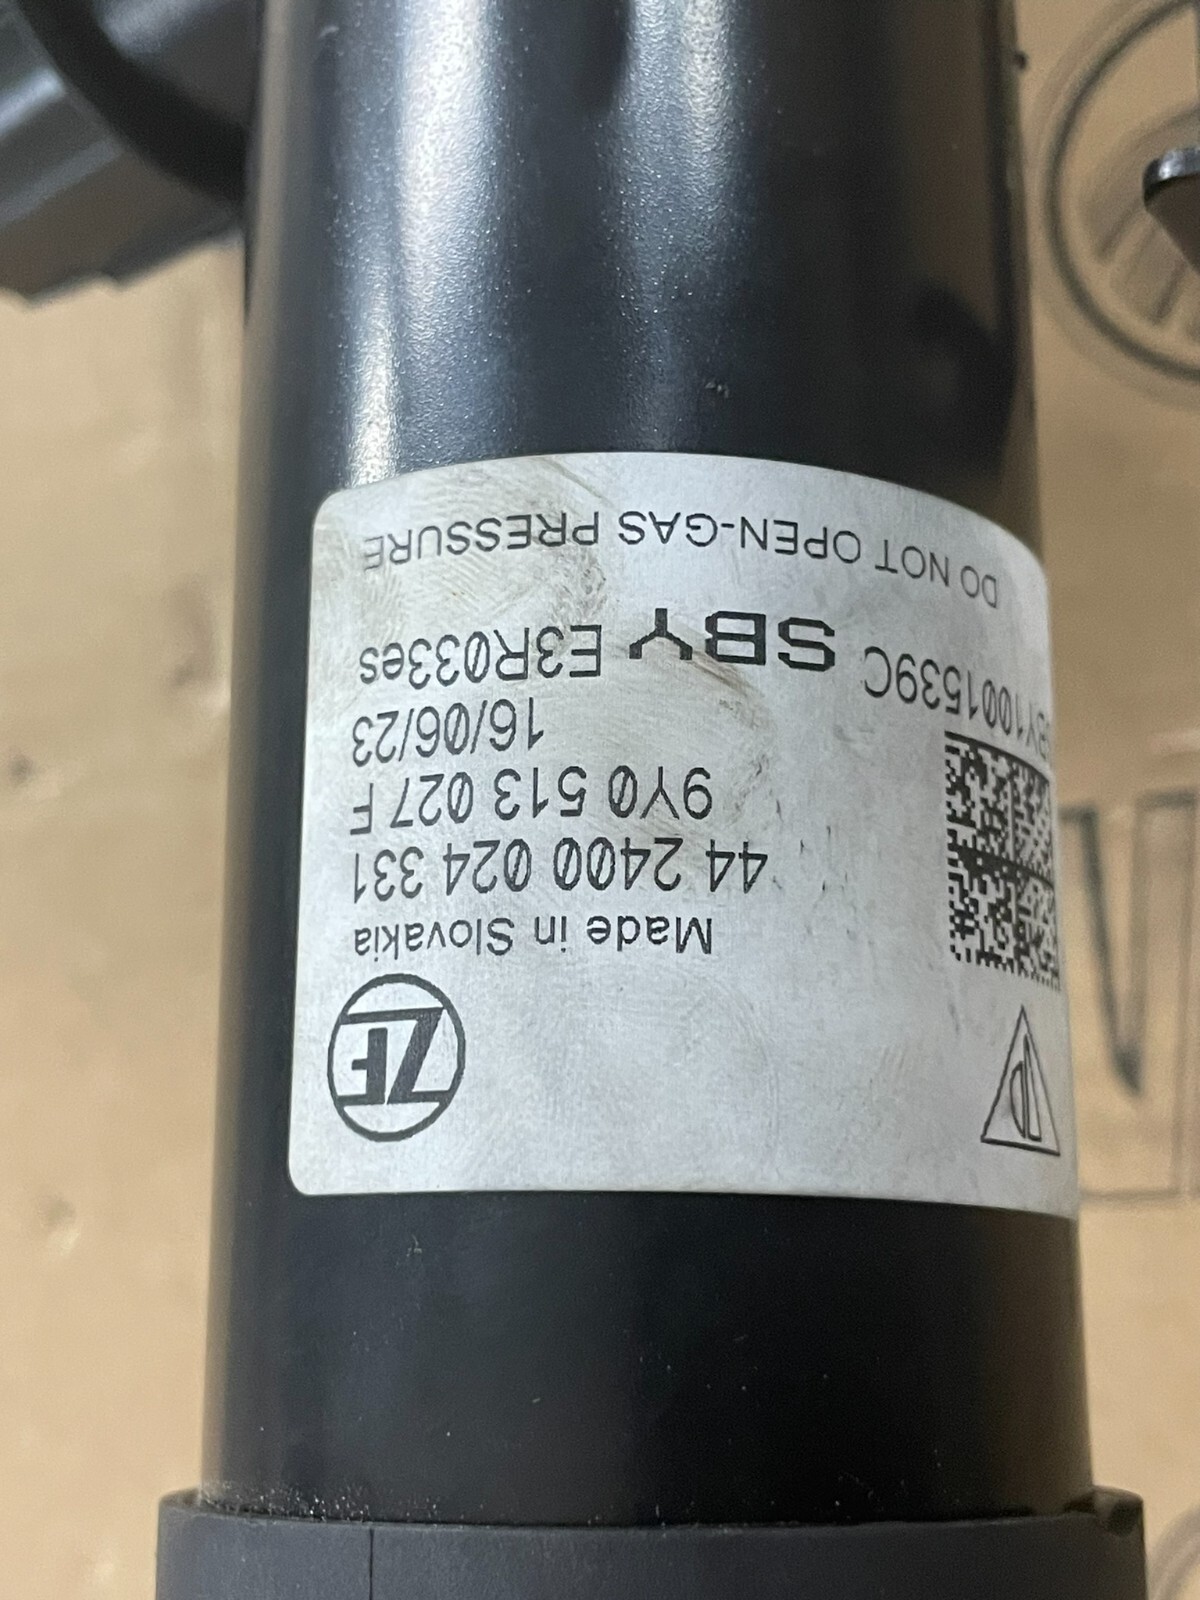 ZF
Made in Slovakia
44 2400 024 331
9Y0 513 027 F
16/06/23
SBY1001539C SBY E3R033es
DO NOT OPEN-GAS PRESSURE